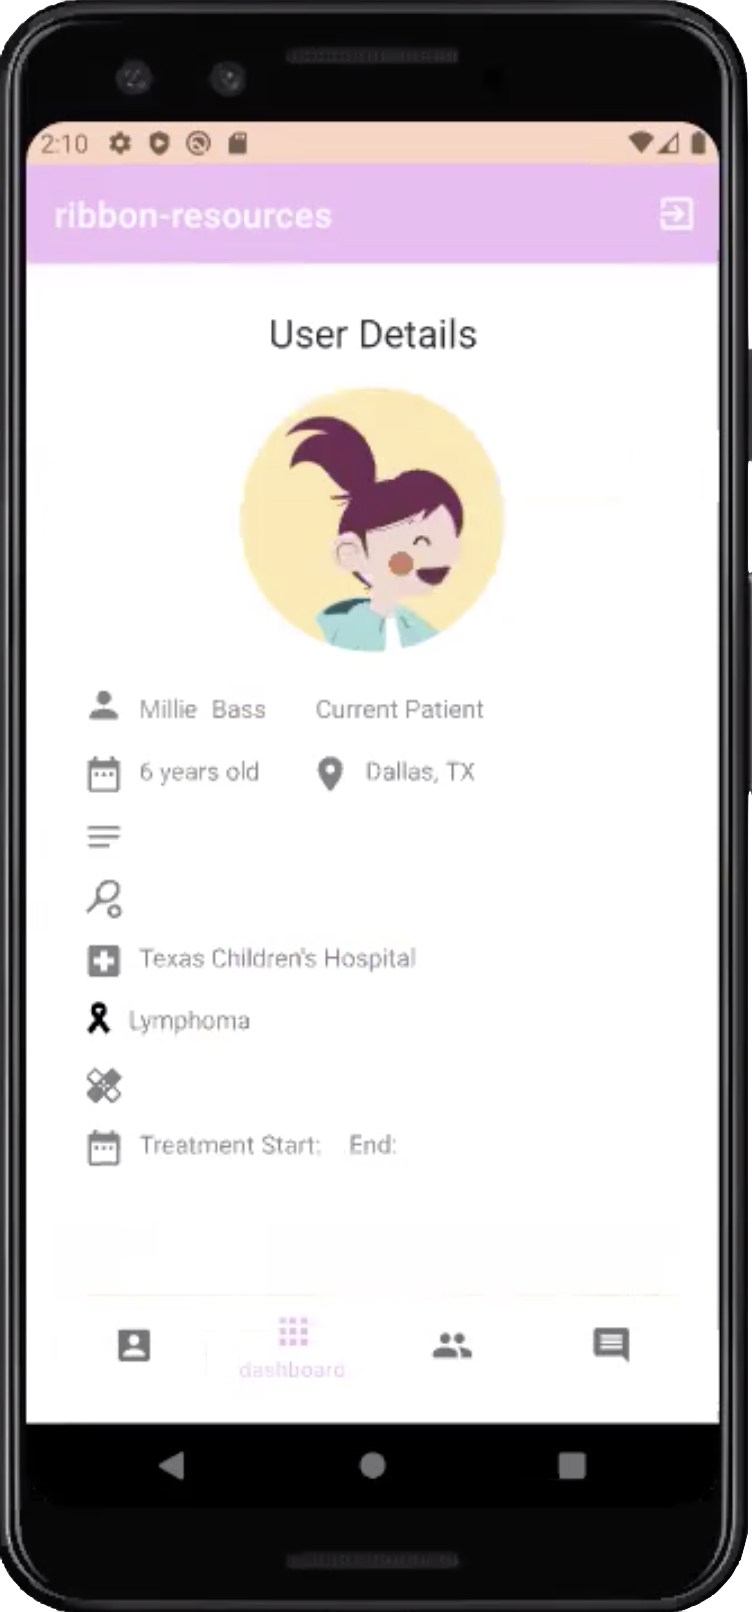 2:10
ribbon-resources
User Details
Millie Bass Current Patient
6 years old Dallas, TX
Texas Children's Hospital
Lymphoma
Treatment Start: End:
dashboard